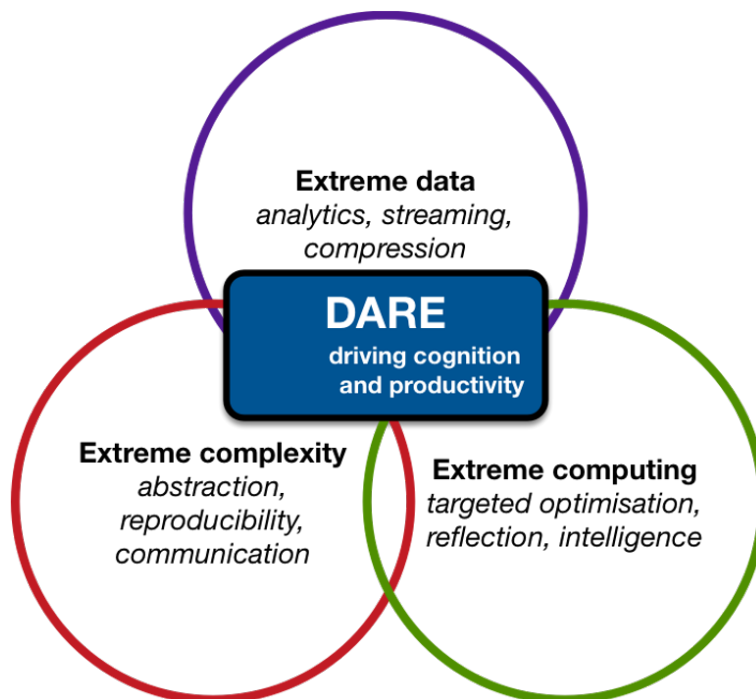 Extreme data
analytics, streaming,
compression
DARE
driving cognition
and productivity
Extreme complexity
abstraction,
reproducibility,
communication
Extreme computing
targeted optimisation,
reflection, intelligence